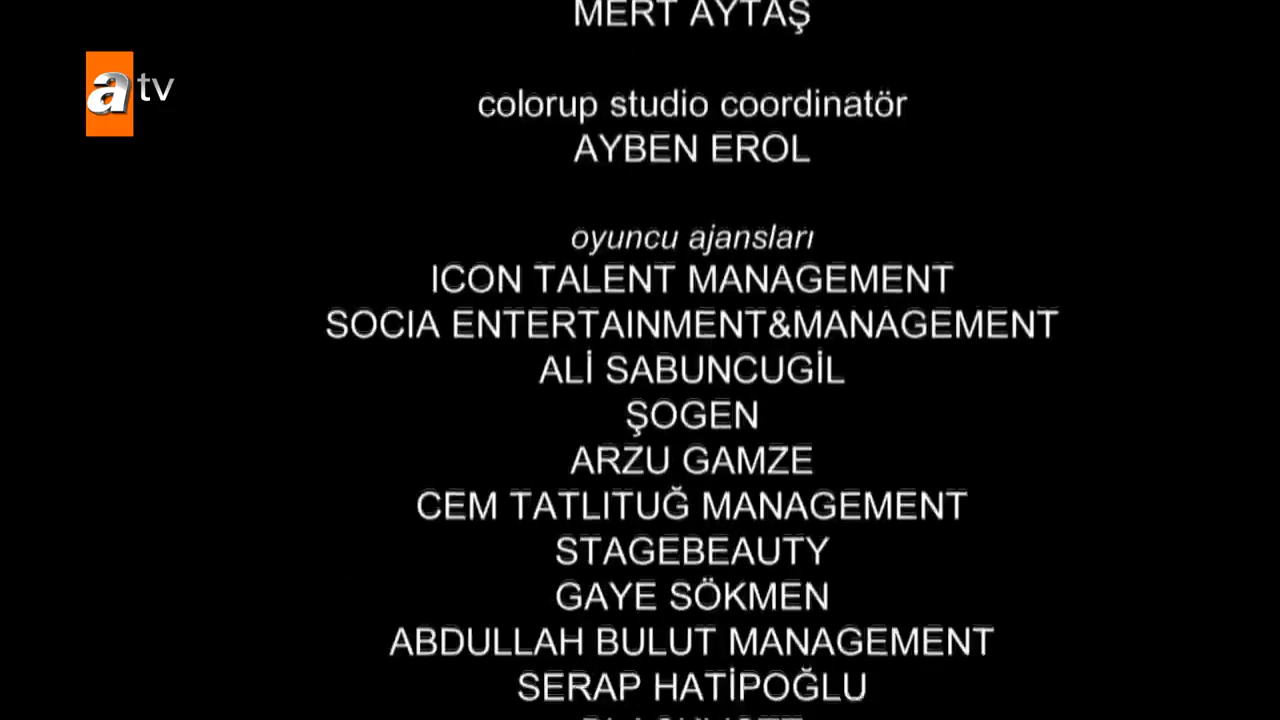 MERT AYTAŞ
atv
colorup studio coordinatör
AYBEN EROL
oyuncu ajansları
ICON TALENT MANAGEMENT
SOCIA ENTERTAINMENT&MANAGEMENT
ALİ SABUNCUGİL
ŞOGEN
ARZU GAMZE
CEM TATLITUĞ MANAGEMENT
STAGEBEAUTY
GAYE SÖKMEN
ABDULLAH BULUT MANAGEMENT
SERAP HATİPOĞLU